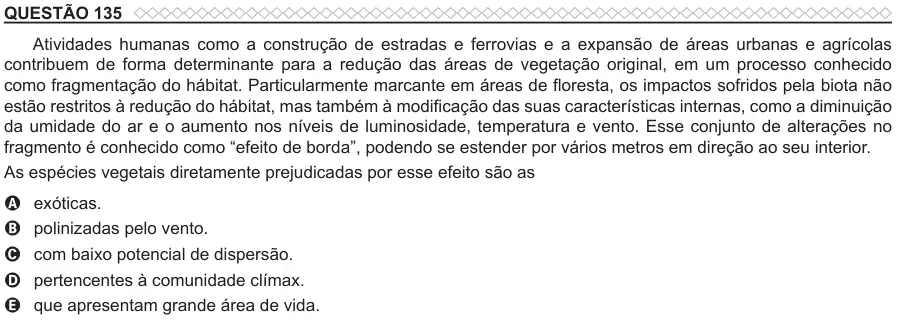 QUESTÃO 135
Atividades humanas como a construção de estradas e ferrovias e a expansão de áreas urbanas e agrícolas
contribuem de forma determinante para a redução das áreas de vegetação original, em um processo conhecido
como fragmentação do hábitat. Particularmente marcante em áreas de floresta, os impactos sofridos pela biota não
estão restritos à redução do hábitat, mas também à modificação das suas características internas, como a diminuição
da umidade do ar e o aumento nos níveis de luminosidade, temperatura e vento. Esse conjunto de alterações no
fragmento é conhecido como “efeito de borda”, podendo se estender por vários metros em direção ao seu interior.
As espécies vegetais diretamente prejudicadas por esse efeito são as
A exóticas.
B polinizadas pelo vento.
C com baixo potencial de dispersão.
D pertencentes à comunidade clímax.
E que apresentam grande área de vida.